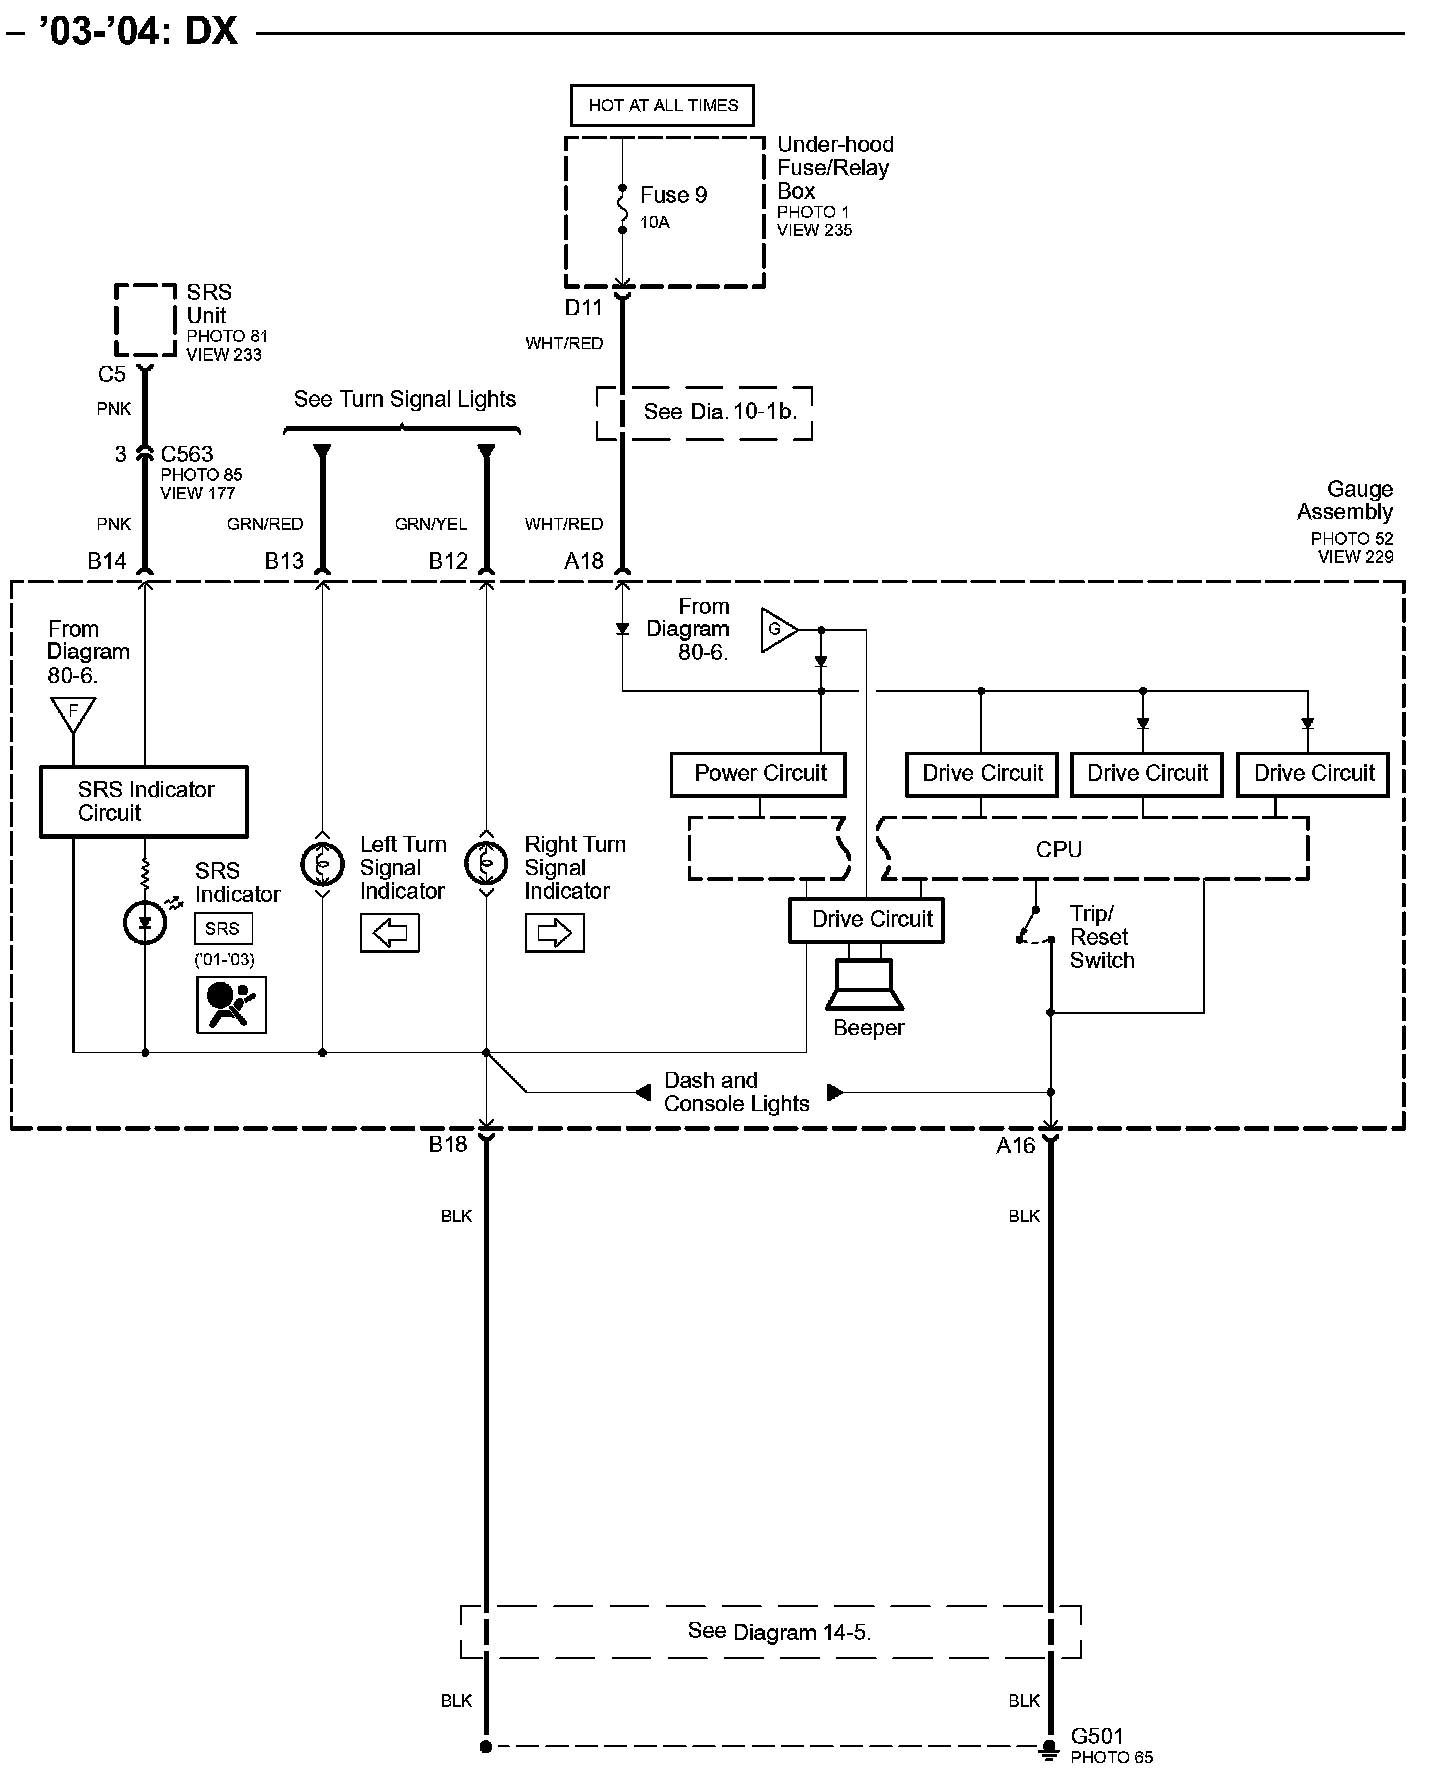 ’03-’04: DX
HOT AT ALL TIMES
Under-hood
Fuse/Relay
Box
PHOTO 1
VIEW 235
Fuse 9
10A
D11
WHT/RED
SRS
Unit
PHOTO 81
VIEW 233
C5
PNK
3
C563
PHOTO 85
VIEW 177
See Turn Signal Lights
See Dia. 10-1b.
Gauge
Assembly
PHOTO 52
VIEW 229
PNK
GRN/RED
GRN/YEL
WHT/RED
B14
B13
B12
A18
From
Diagram
80-6.
F
From
Diagram
80-6.
G
SRS Indicator
Circuit
Power Circuit
Drive Circuit
Drive Circuit
Drive Circuit
CPU
SRS
Indicator
SRS
('01-'03)
Left Turn
Signal
Indicator
Right Turn
Signal
Indicator
Drive Circuit
Beeper
Trip/
Reset
Switch
Dash and
Console Lights
B18
A16
BLK
BLK
See Diagram 14-5.
BLK
BLK
G501
PHOTO 65